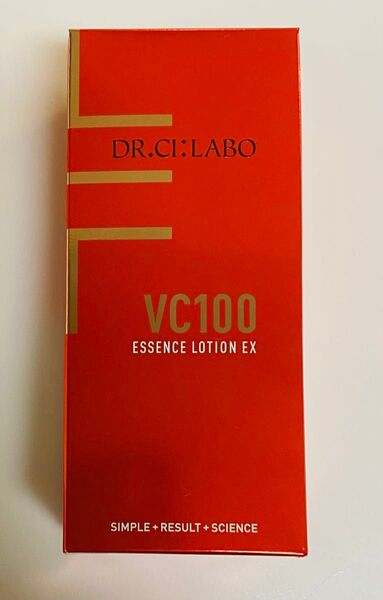 DR.CI:LABO
VC100
ESSENCE LOTION EX
SIMPLE+RESULT+SCIENCE